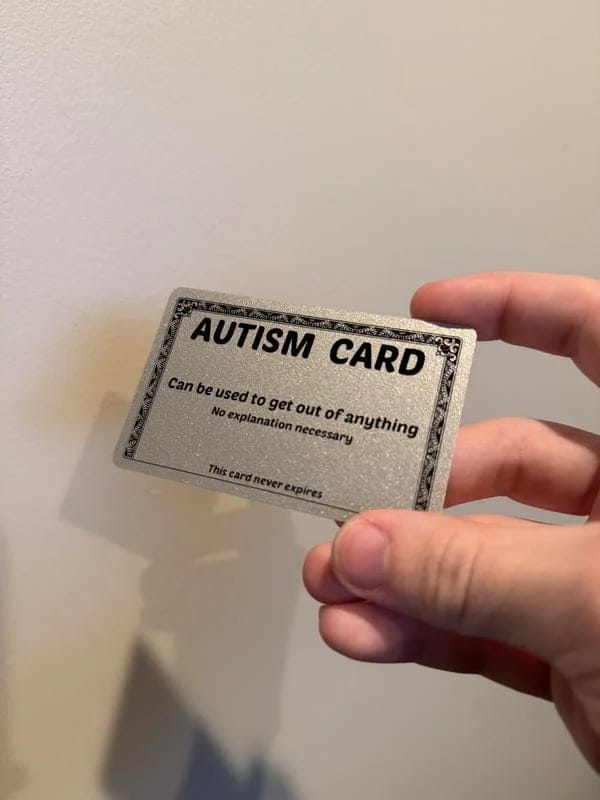 AUTISM CARD
Can be used to get out of anything
No explanation necessary
This card never expires